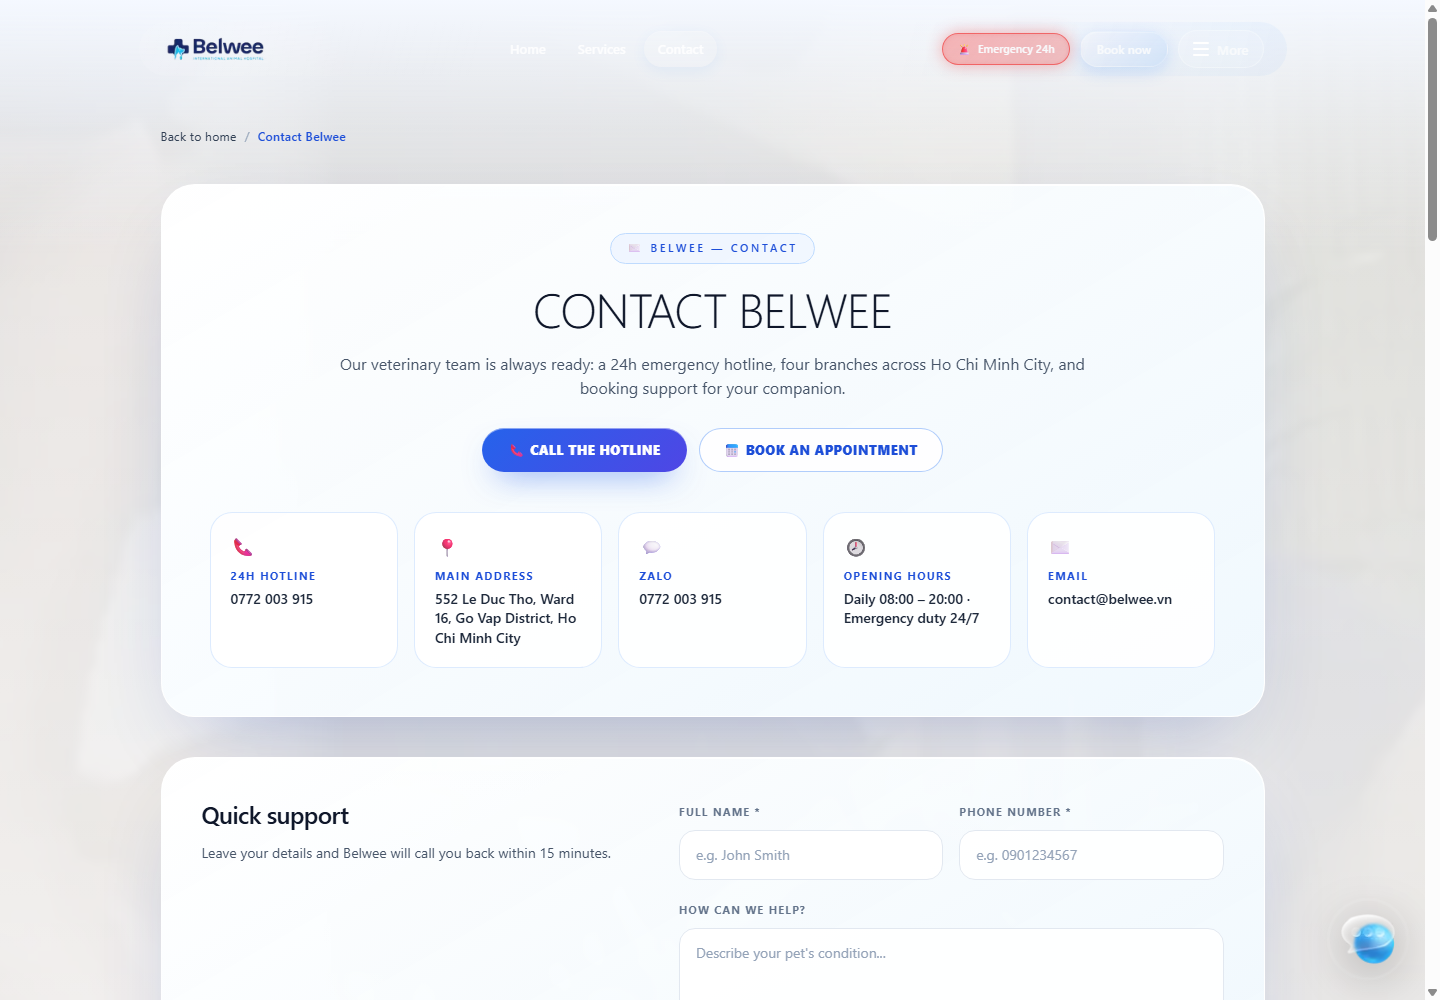 Belwee
INTERNATIONAL ANIMAL HOSPITAL
Home
Services
Contact
Emergency 24h
Book now
More
Back to home / Contact Belwee
BELWEE — CONTACT
CONTACT BELWEE
Our veterinary team is always ready: a 24h emergency hotline, four branches across Ho Chi Minh City, and
booking support for your companion.
CALL THE HOTLINE
BOOK AN APPOINTMENT
24H HOTLINE
0772 003 915
MAIN ADDRESS
552 Le Duc Tho, Ward
16, Go Vap District, Ho
Chi Minh City
ZALO
0772 003 915
OPENING HOURS
Daily 08:00 – 20:00 ·
Emergency duty 24/7
EMAIL
contact@belwee.vn
Quick support
Leave your details and Belwee will call you back within 15 minutes.
FULL NAME *
e.g. John Smith
PHONE NUMBER *
e.g. 0901234567
HOW CAN WE HELP?
Describe your pet's condition...